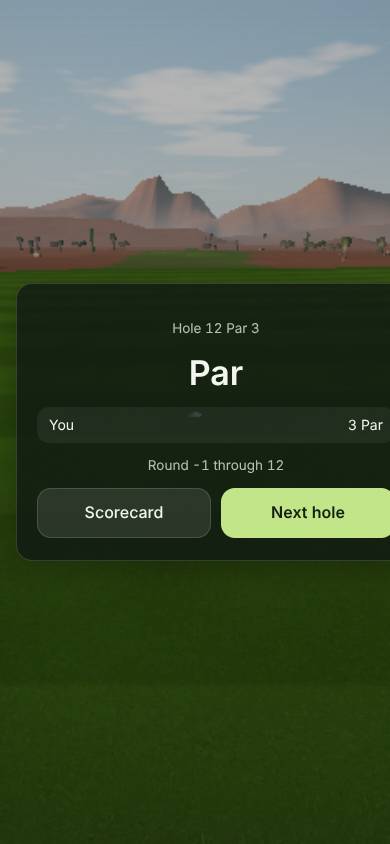 Hole 12 Par 3
Par
You 3 Par
Round -1 through 12
Scorecard Next hole